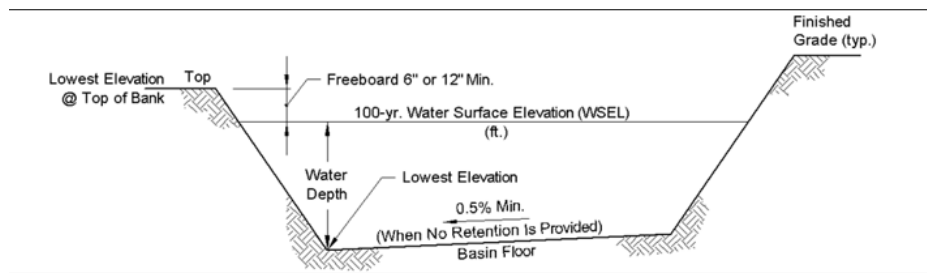 Finished
Grade (typ.)
Lowest Elevation
@ Top of Bank
Top
Freeboard 6" or 12" Min.
100-yr. Water Surface Elevation (WSEL)
(ft.)
Water
Depth
Lowest Elevation
0.5% Min.
(When No Retention Is Provided)
Basin Floor